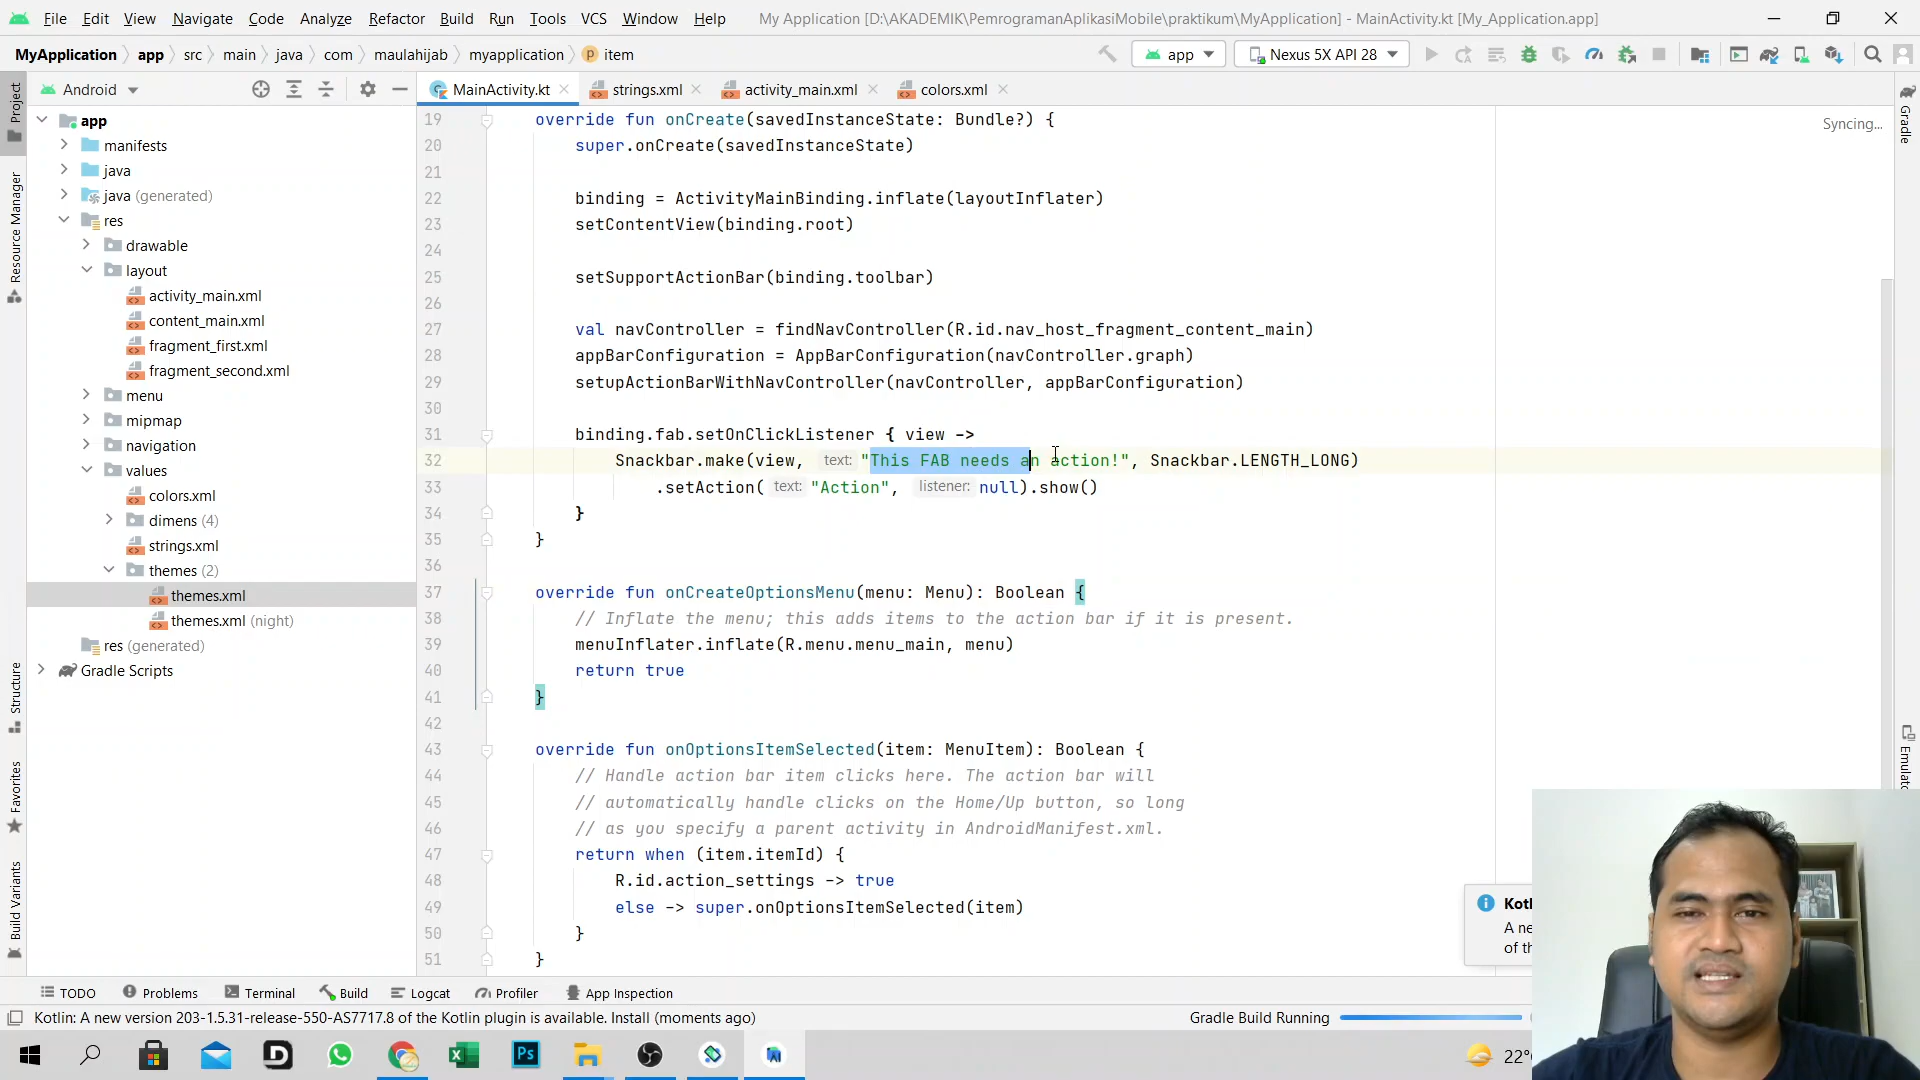 File Edit View Navigate Code Analyze Refactor Build Run Tools VCS Window Help My Application [D:\AKADEMIK\PemrogramanAplikasiMobile\praktikum\MyApplication] - MainActivity.kt [My_Application.app]
MyApplication app src main java com maulahijab myapplication item app Nexus 5X API 28
Android MainActivity.kt strings.xml activity_main.xml colors.xml
Project
Resource Manager
Structure
Favorites
Build Variants
app
manifests
java
java (generated)
res
drawable
layout
activity_main.xml
content_main.xml
fragment_first.xml
fragment_second.xml
menu
mipmap
navigation
values
colors.xml
dimens (4)
strings.xml
themes (2)
themes.xml
themes.xml (night)
res (generated)
Gradle Scripts
19 override fun onCreate(savedInstanceState: Bundle?) {
20 super.onCreate(savedInstanceState)
21
22 binding = ActivityMainBinding.inflate(layoutInflater)
23 setContentView(binding.root)
24
25 setSupportActionBar(binding.toolbar)
26
27 val navController = findNavController(R.id.nav_host_fragment_content_main)
28 appBarConfiguration = AppBarConfiguration(navController.graph)
29 setupActionBarWithNavController(navController, appBarConfiguration)
30
31 binding.fab.setOnClickListener { view ->
32 Snackbar.make(view, text: "This FAB needs an action!", Snackbar.LENGTH_LONG)
33 .setAction( text: "Action", listener: null).show()
34 }
35 }
36
37 override fun onCreateOptionsMenu(menu: Menu): Boolean {
38 // Inflate the menu; this adds items to the action bar if it is present.
39 menuInflater.inflate(R.menu.menu_main, menu)
40 return true
41 }
42
43 override fun onOptionsItemSelected(item: MenuItem): Boolean {
44 // Handle action bar item clicks here. The action bar will
45 // automatically handle clicks on the Home/Up button, so long
46 // as you specify a parent activity in AndroidManifest.xml.
47 return when (item.itemId) {
48 R.id.action_settings -> true
49 else -> super.onOptionsItemSelected(item)
50 }
51 }
Syncing...
Gradle
Emulato
Kotl
A ne
of th
TODO Problems Terminal Build Logcat Profiler App Inspection
Kotlin: A new version 203-1.5.31-release-550-AS7717.8 of the Kotlin plugin is available. Install (moments ago) Gradle Build Running
22°